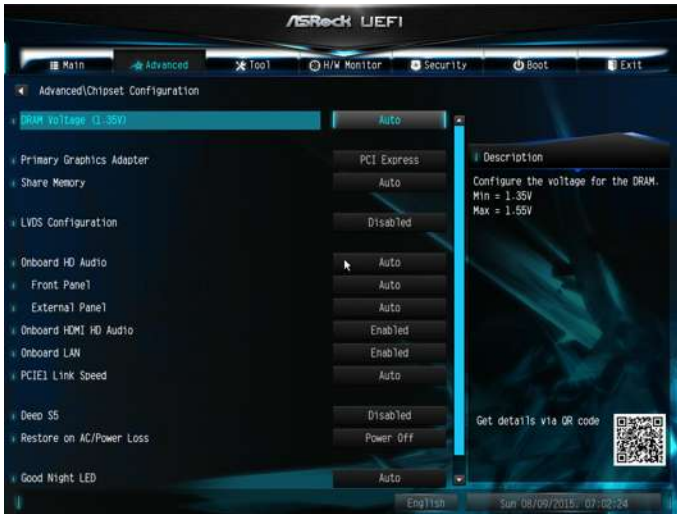 ASRock UEFI
Main
Advanced
Tool
H/W Monitor
Security
Boot
Exit
Advanced\Chipset Configuration
DRAM Voltage (1.35V) Auto
Primary Graphics Adapter PCI Express
Share Memory Auto
LVDS Configuration Disabled
Onboard HD Audio Auto
Front Panel Auto
External Panel Auto
Onboard HDMI HD Audio Enabled
Onboard LAN Enabled
PCIE1 Link Speed Auto
Deep S5 Disabled
Restore on AC/Power Loss Power Off
Good Night LED Auto
Description
Configure the voltage for the DRAM.
Min = 1.35V
Max = 1.55V
Get details via QR code
English
Sun 08/09/2015. 07:02:24